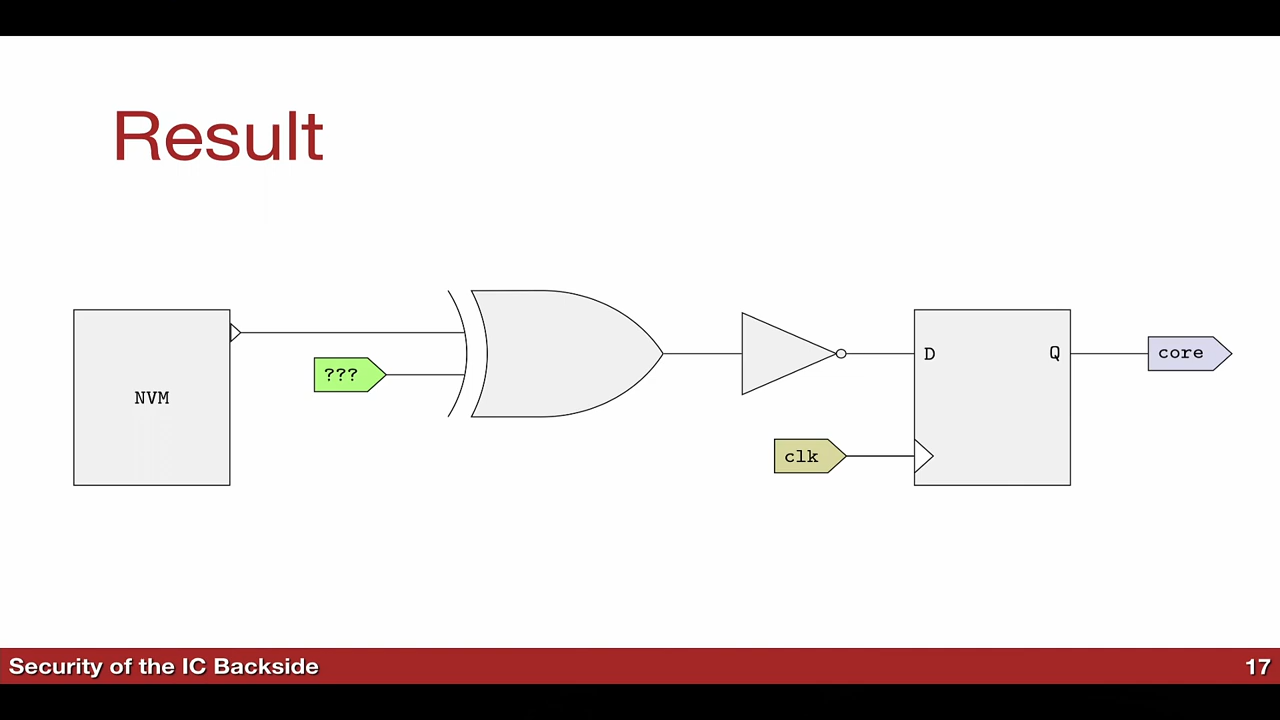 Result
NVM
???
clk
D
Q
core
Security of the IC Backside
17